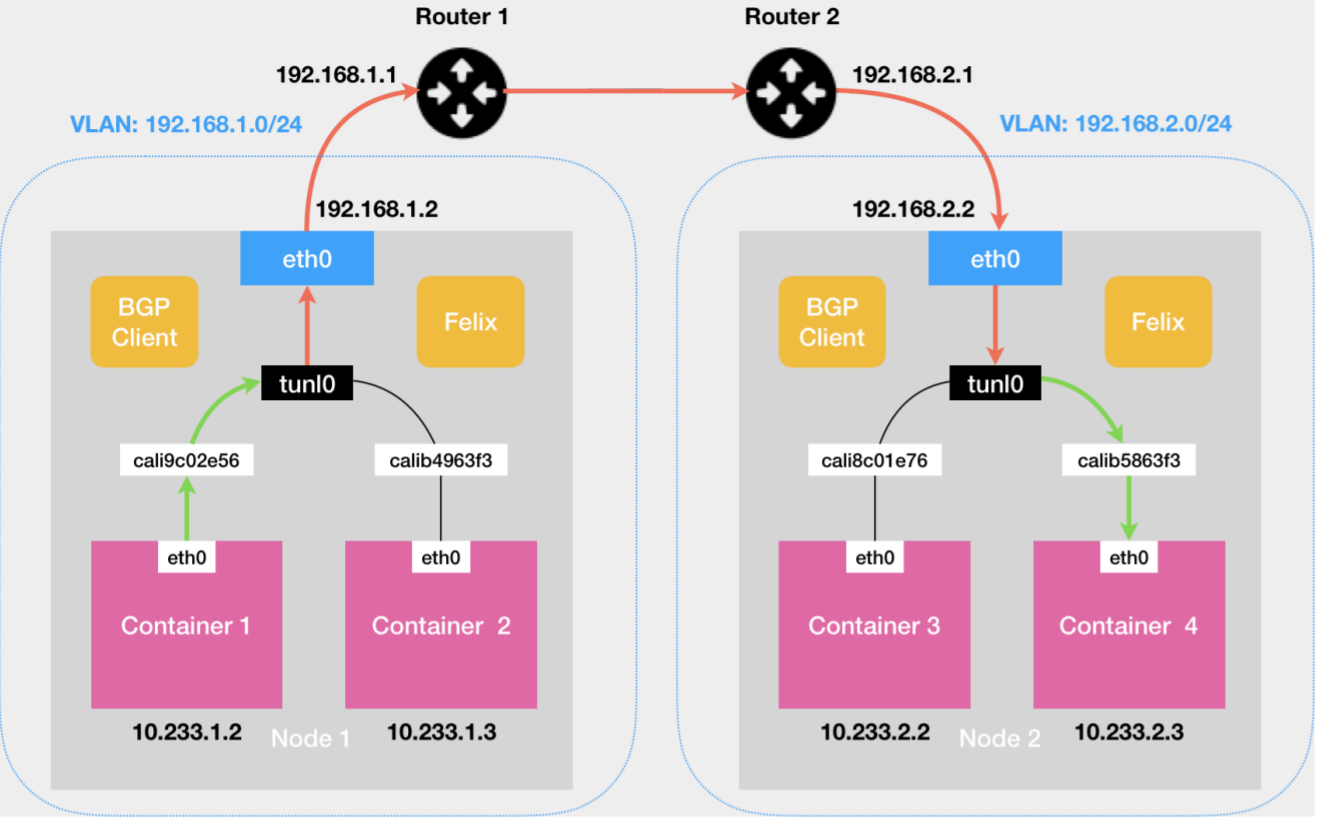 Router 1
Router 2
192.168.1.1
192.168.2.1
VLAN: 192.168.1.0/24
VLAN: 192.168.2.0/24
192.168.1.2
192.168.2.2
eth0
eth0
BGP
Client
Felix
BGP
Client
Felix
tunl0
tunl0
cali9c02e56
calib4963f3
cali8c01e76
calib5863f3
eth0
eth0
eth0
eth0
Container 1
Container 2
Container 3
Container 4
10.233.1.2
Node 1
10.233.1.3
10.233.2.2
Node 2
10.233.2.3